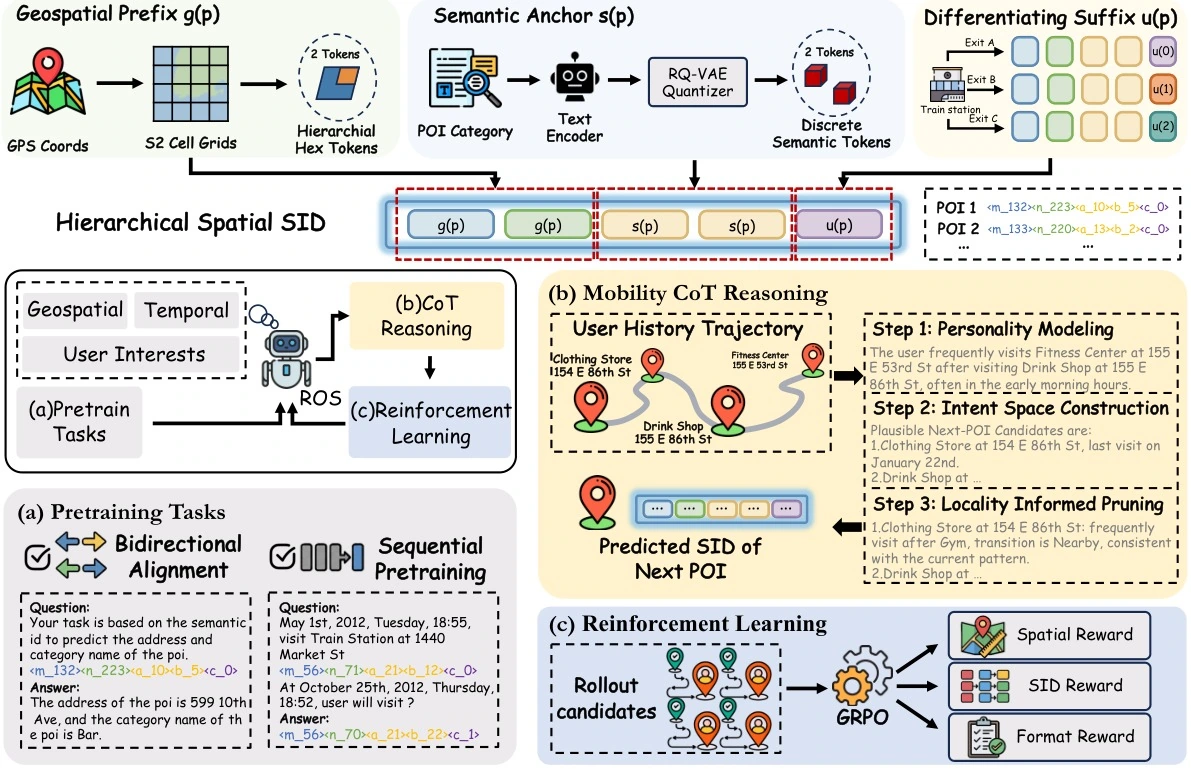 Geospatial Prefix g(p)
GPS Coords
S2 Cell Grids
2 Tokens
Hierarchial
Hex Tokens
Semantic Anchor s(p)
POI Category
Text
Encoder
RQ-VAE
Quantizer
2 Tokens
Discrete
Semantic Tokens
Differentiating Suffix u(p)
Train station
Exit A
Exit B
Exit C
u(0)
u(1)
u(2)
Hierarchical Spatial SID
g(p)
g(p)
s(p)
s(p)
u(p)
POI 1 <m_132><n_223><a_10><b_5><c_0>
POI 2 <m_133><n_220><a_13><b_2><c_0>
... ...
Geospatial
Temporal
User Interests
(a)Pretrain
Tasks
ROS
(b)CoT
Reasoning
(c)Reinforcement
Learning
(a) Pretraining Tasks
Bidirectional
Alignment
Question:
Your task is based on the semantic
id to predict the address and
category name of the poi.
<m_132><n_223><a_10><b_5><c_0>
Answer:
The address of the poi is 599 10th
Ave, and the category name of th
e poi is Bar.
Sequential
Pretraining
Question:
May 1st, 2012, Tuesday, 18:55,
visit Train Station at 1440
Market St
<m_56><n_71><a_21><b_12><c_0>
At October 25th, 2012, Thursday,
18:52, user will visit ?
Answer:
<m_56><n_70><a_21><b_22><c_1>
(b) Mobility CoT Reasoning
User History Trajectory
Clothing Store
154 E 86th St
Fitness Center
155 E 53rd St
Drink Shop
155 E 86th St
... ... ... ... ...
Predicted SID of
Next POI
Step 1: Personality Modeling
The user frequently visits Fitness Center at 155
E 53rd St after visiting Drink Shop at 155 E
86th St, often in the early morning hours.
Step 2: Intent Space Construction
Plausible Next-POI Candidates are:
1.Clothing Store at 154 E 86th St, last visit on
January 22nd.
2.Drink Shop at ...
Step 3: Locality Informed Pruning
1.Clothing Store at 154 E 86th St: frequently
visit after Gym, transition is Nearby, consistent
with the current pattern.
2.Drink Shop at ...
(c) Reinforcement Learning
Rollout
candidates
GRPO
Spatial Reward
SID Reward
Format Reward